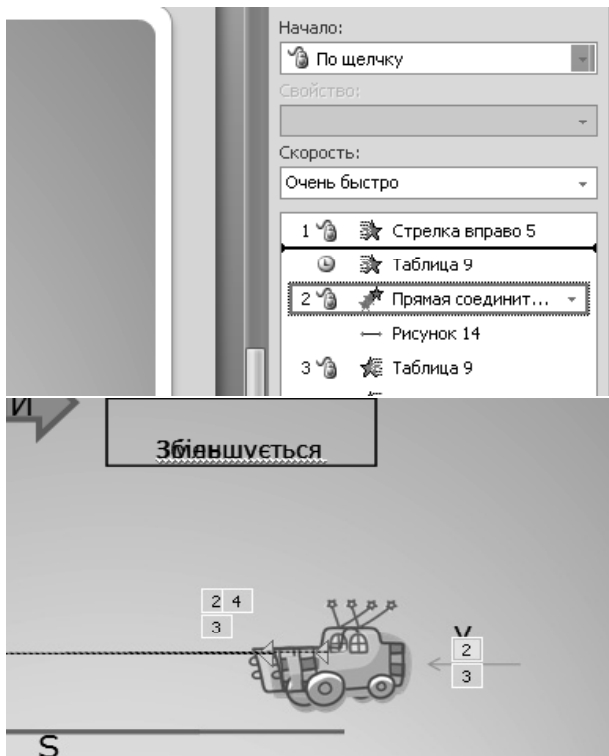 Начало:
По щелчку
Свойство:
Скорость:
Очень быстро
1 Стрелка вправо 5
Таблица 9
2 Прямая соединит...
Рисунок 14
3 Таблица 9
И
Збільшується
2 4
3
V
2
3
S